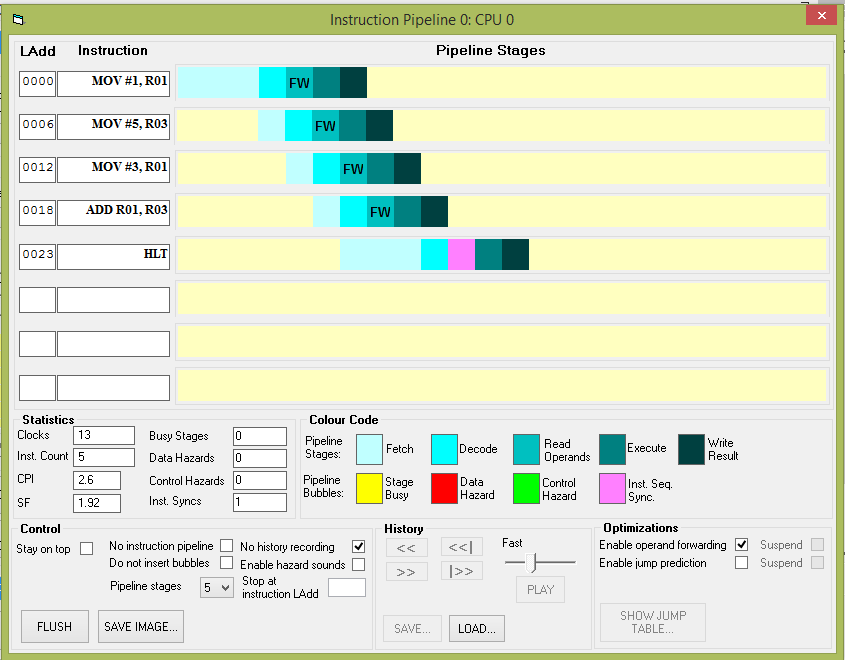 Instruction Pipeline 0: CPU 0
LAdd Instruction Pipeline Stages
0000 MOV #1, R01 FW
0006 MOV #5, R03 FW
0012 MOV #3, R01 FW
0018 ADD R01, R03 FW
0023 HLT
Statistics
Clocks 13 Busy Stages 0
Inst. Count 5 Data Hazards 0
CPI 2.6 Control Hazards 0
SF 1.92 Inst. Syncs 1
Colour Code
Pipeline Stages: Fetch Decode Read Operands Execute Write Result
Pipeline Bubbles: Stage Busy Data Hazard Control Hazard Inst. Seq. Sync.
Control
Stay on top No instruction pipeline No history recording
Do not insert bubbles Enable hazard sounds
Pipeline stages 5 Stop at instruction LAdd
FLUSH SAVE IMAGE...
History
<< <<| Fast
>> |>> PLAY
SAVE... LOAD...
Optimizations
Enable operand forwarding Suspend
Enable jump prediction Suspend
SHOW JUMP TABLE...